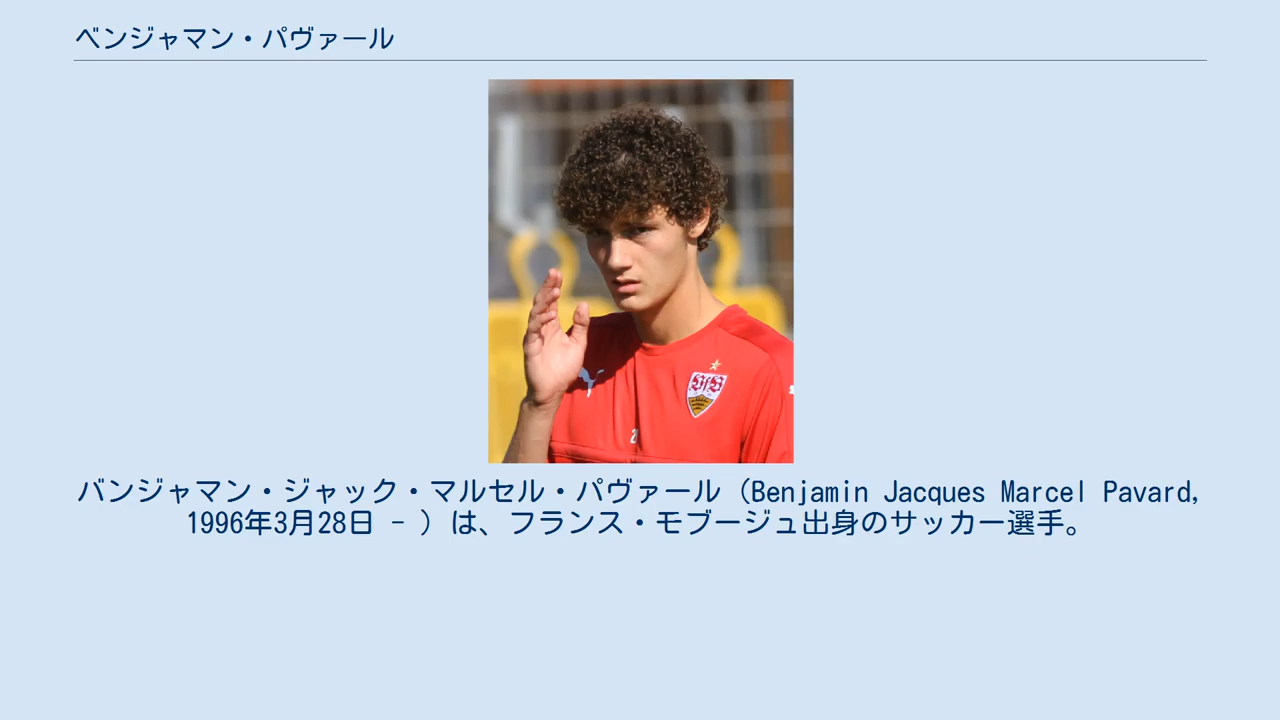 ベンジャマン・パヴァール
VfB
2
バンジャマン・ジャック・マルセル・パヴァール（Benjamin Jacques Marcel Pavard,
1996年3月28日 - ）は、フランス・モブージュ出身のサッカー選手。